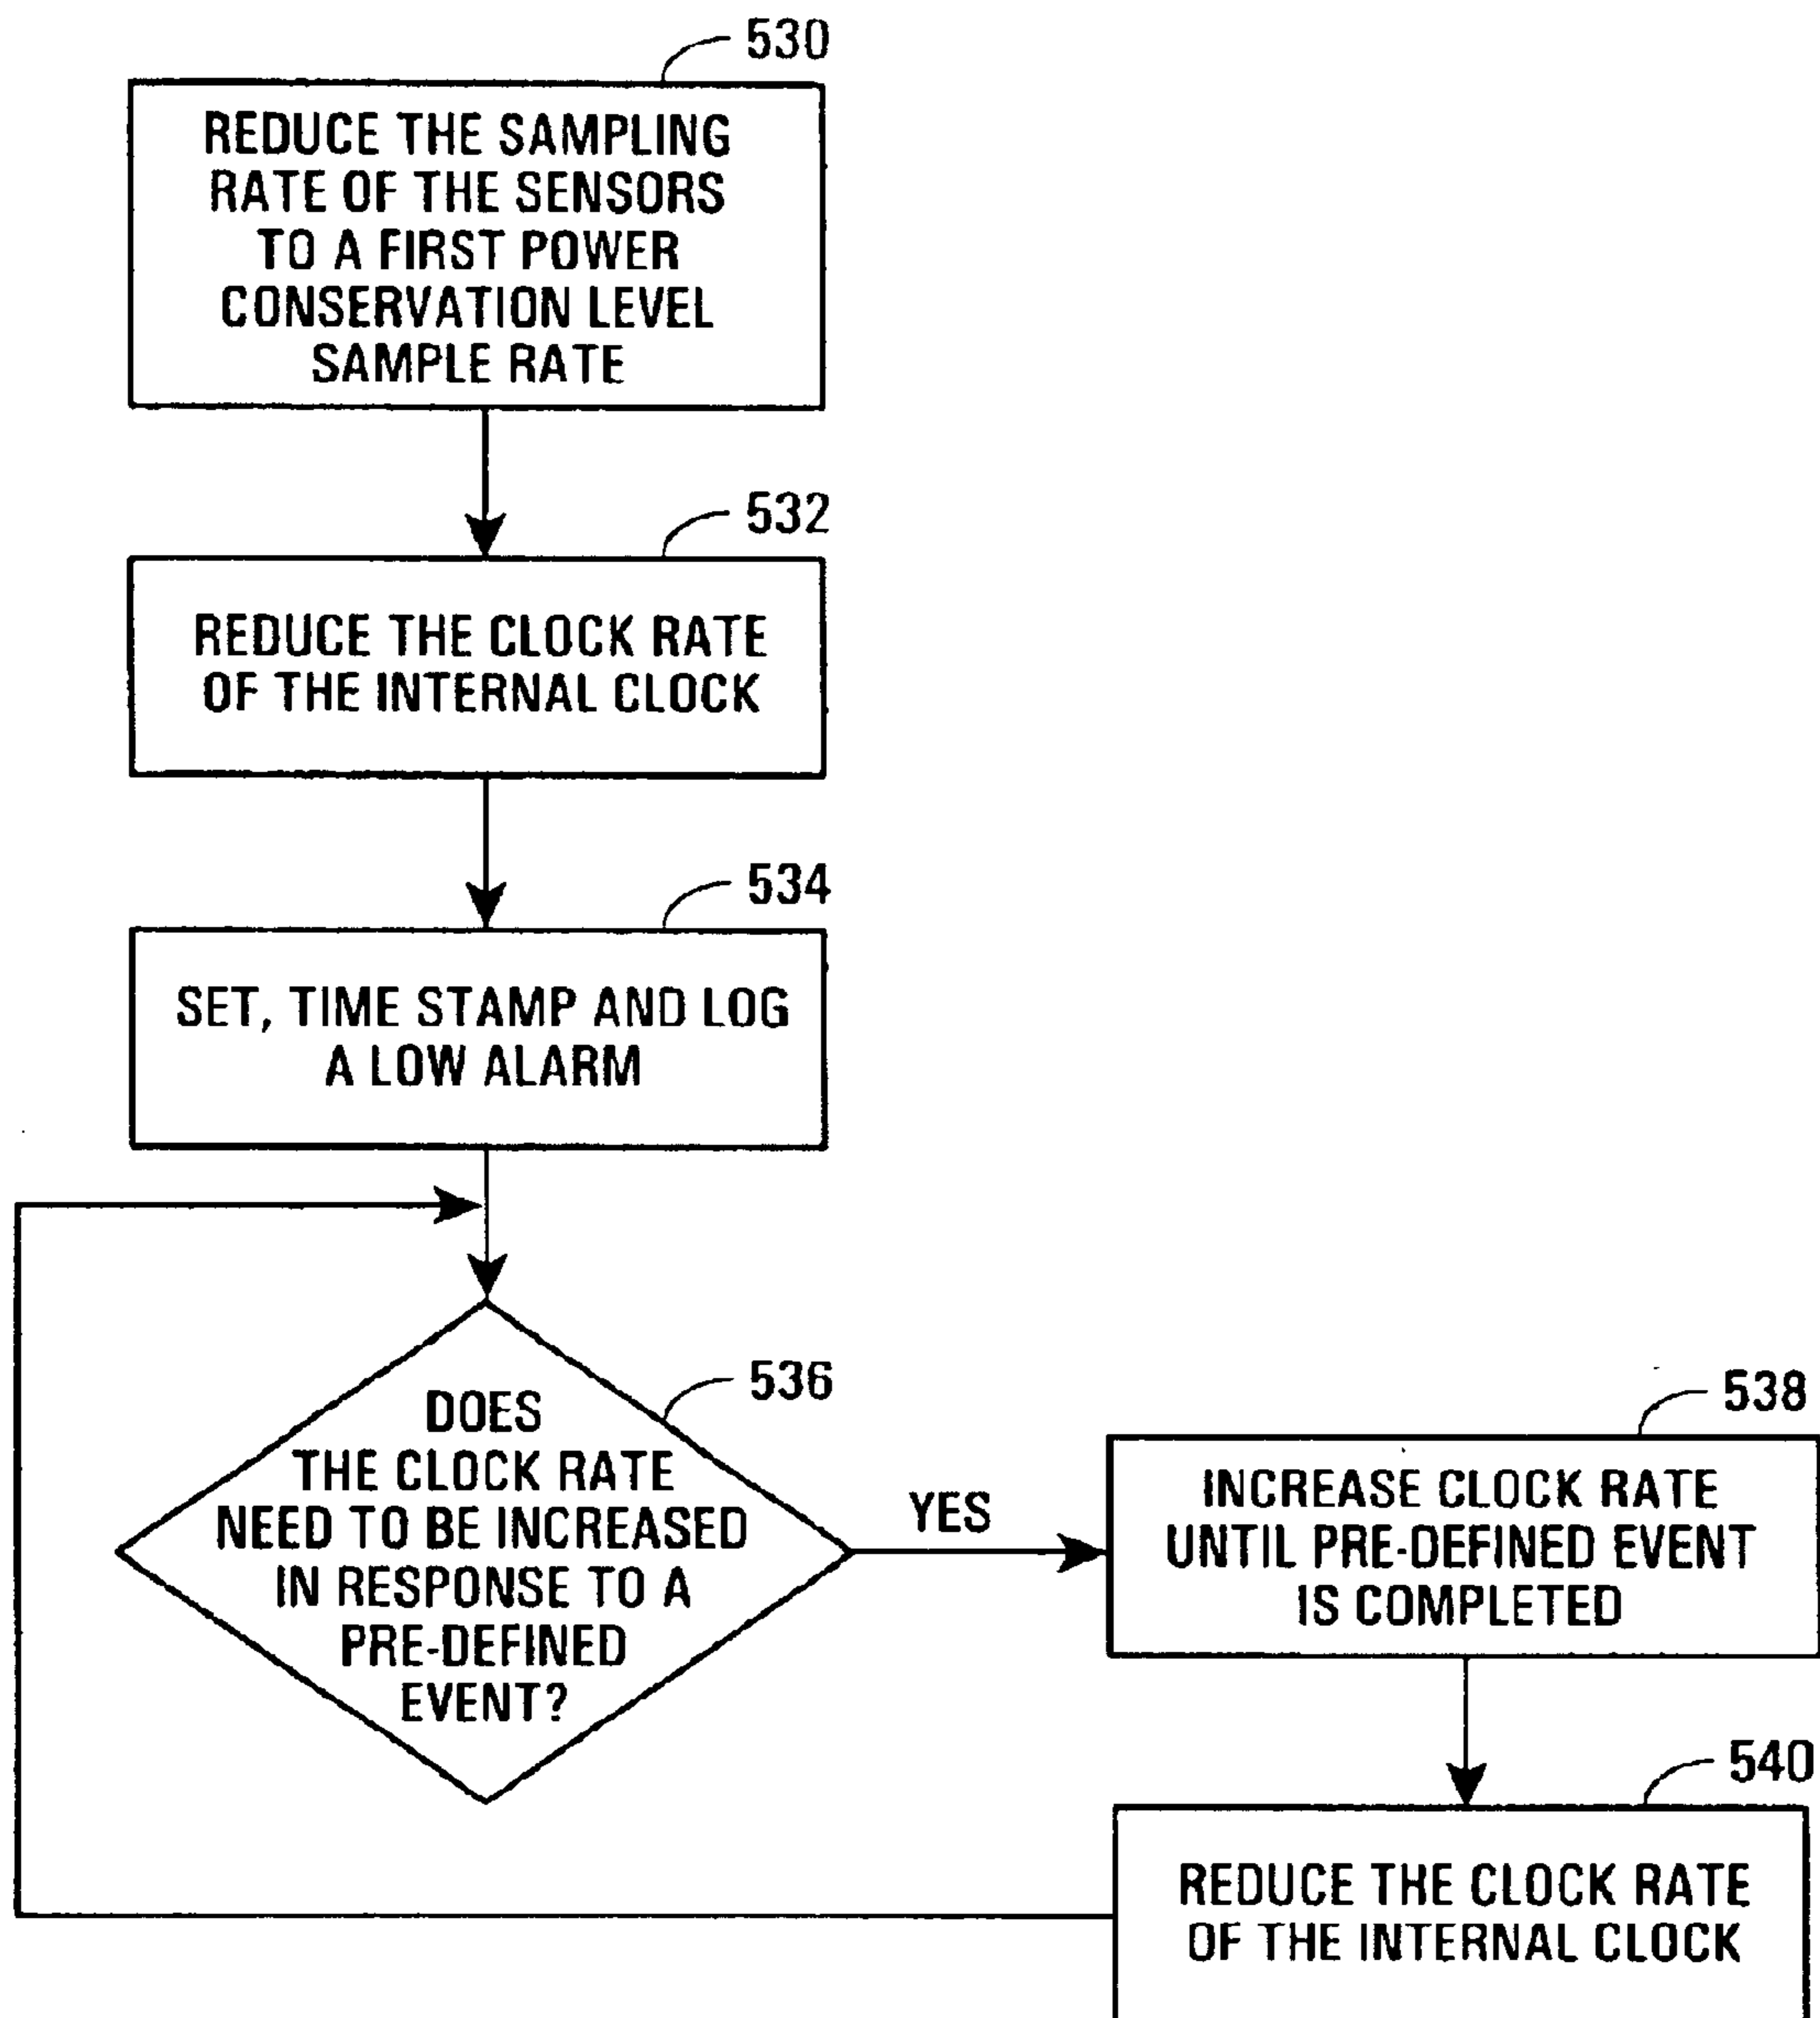 530
REDUCE THE SAMPLING
RATE OF THE SENSORS
TO A FIRST POWER
CONSERVATION LEVEL
SAMPLE RATE
532
REDUCE THE CLOCK RATE
OF THE INTERNAL CLOCK
534
SET, TIME STAMP AND LOG
A LOW ALARM
536
DOES
THE CLOCK RATE
NEED TO BE INCREASED
IN RESPONSE TO A
PRE-DEFINED
EVENT?
YES
538
INCREASE CLOCK RATE
UNTIL PRE-DEFINED EVENT
IS COMPLETED
540
REDUCE THE CLOCK RATE
OF THE INTERNAL CLOCK